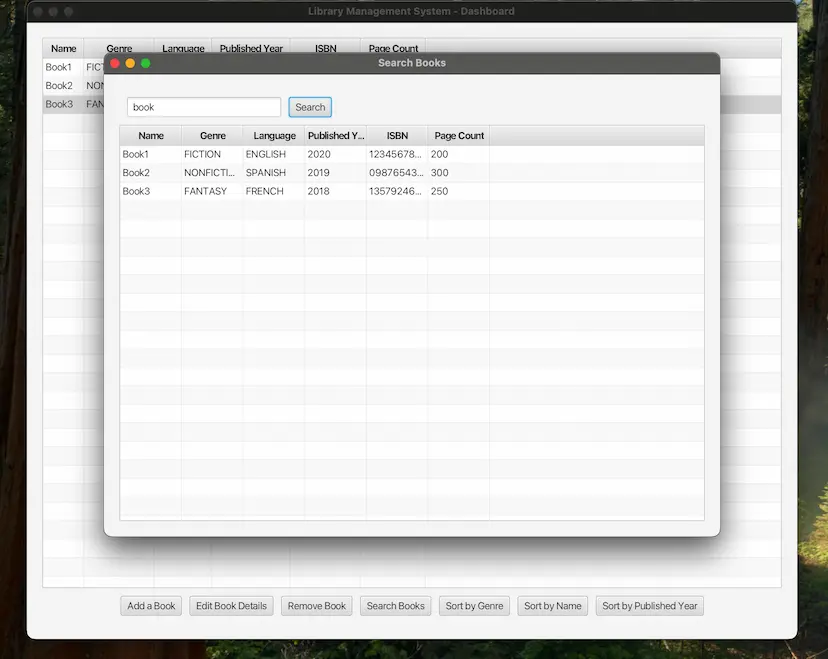 Library Management System - Dashboard
Name Genre Language Published Year ISBN Page Count
Book1 FICT
Book2 NON
Book3 FAN
Search Books
book Search
Name Genre Language Published Y... ISBN Page Count
Book1 FICTION ENGLISH 2020 12345678... 200
Book2 NONFICTI... SPANISH 2019 09876543... 300
Book3 FANTASY FRENCH 2018 13579246... 250
Add a Book Edit Book Details Remove Book Search Books Sort by Genre Sort by Name Sort by Published Year